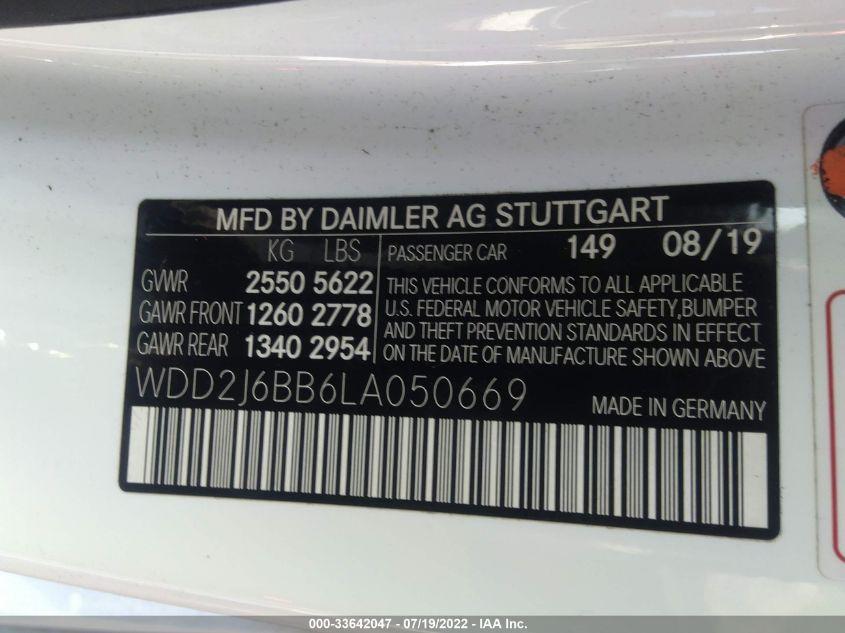 MFD BY DAIMLER AG STUTTGART
KG LBS
GVWR 2550 5622
GAWR FRONT 1260 2778
GAWR REAR 1340 2954
PASSENGER CAR 149 08/19
THIS VEHICLE CONFORMS TO ALL APPLICABLE
U.S. FEDERAL MOTOR VEHICLE SAFETY,BUMPER
AND THEFT PREVENTION STANDARDS IN EFFECT
ON THE DATE OF MANUFACTURE SHOWN ABOVE
WDD2J6BB6LA050669
MADE IN GERMANY
000-33642047 - 07/19/2022 - IAA Inc.